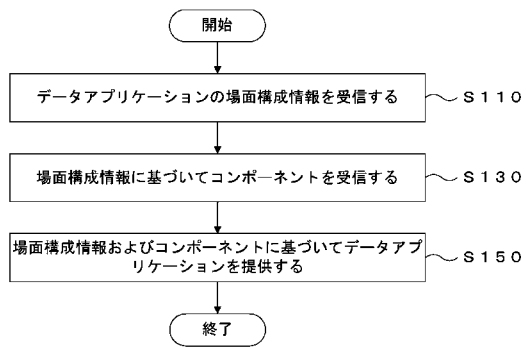 開始
データアプリケーションの場面構成情報を受信する
S110
場面構成情報に基づいてコンポーネントを受信する
S130
場面構成情報およびコンポーネントに基づいてデータアプ
リケーションを提供する
S150
終了